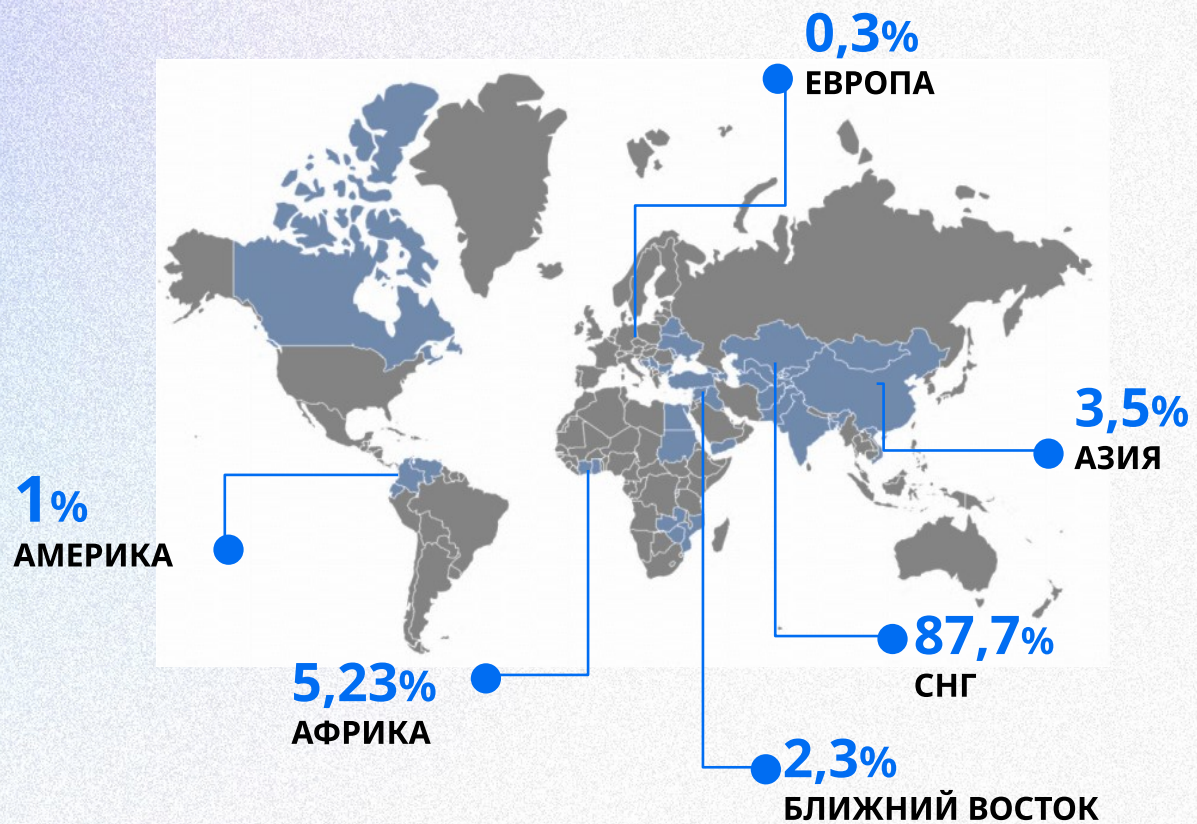 0,3%
ЕВРОПА
3,5%
АЗИЯ
1%
АМЕРИКА
87,7%
СНГ
5,23%
АФРИКА
2,3%
БЛИЖНИЙ ВОСТОК